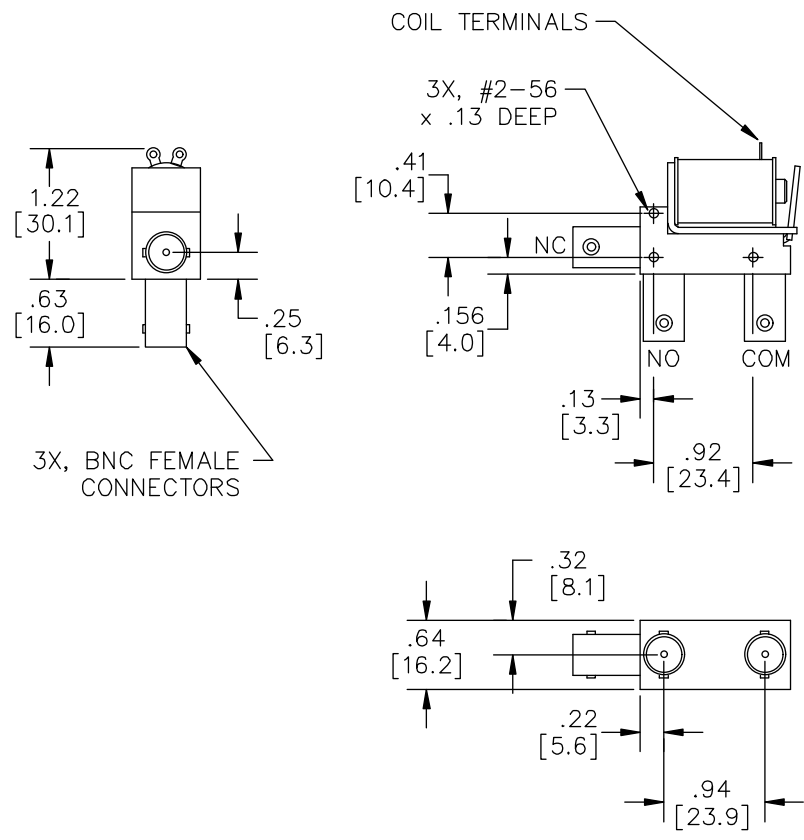 COIL TERMINALS
3X, #2-56
x .13 DEEP
.41
[10.4]
1.22
[30.1]
NC
.63
[16.0]
.25
[6.3]
.156
[4.0]
NO
COM
.13
[3.3]
3X, BNC FEMALE
CONNECTORS
.92
[23.4]
.32
[8.1]
.64
[16.2]
.22
[5.6]
.94
[23.9]